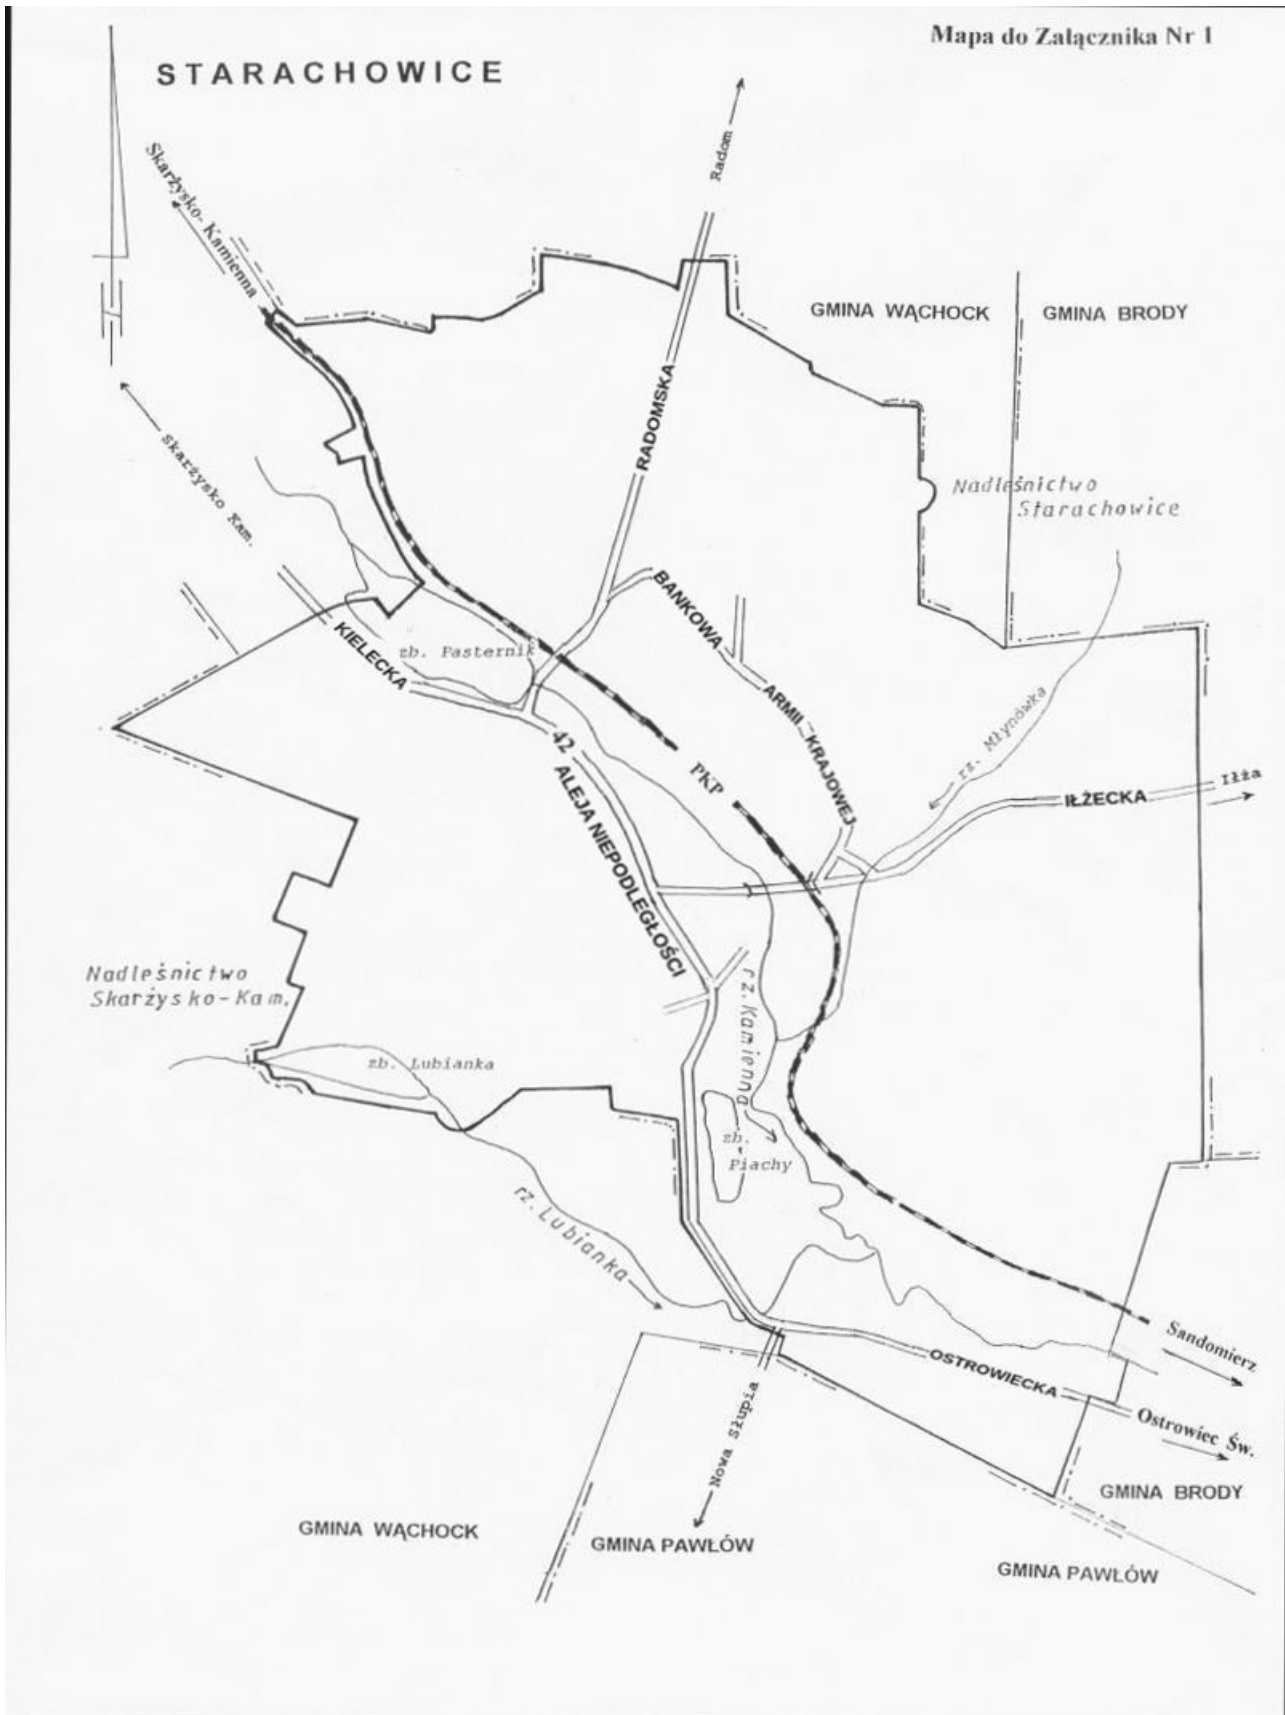 Mapa do Załącznika Nr 1
STARACHOWICE
Skarżysko-Kamienna
Radom
GMINA WĄCHOCK
GMINA BRODY
RADOMSKA
Skarżysko Kam.
Nadleśnictwo
Starachowice
BANKOWA
KIELECKA
zb. Pasternik
ARMII KRAJOWEJ
rz. Młynówka
42
ALEJA NIEPODLEGŁOŚCI
PKP
IŁŻECKA
Iłża
Nadleśnictwo
Skarżysko-Kam.
rz. Kamienna
zb. Lubianka
zb.
Piachy
rz. Lubianka
Sandomierz
OSTROWIECKA
Ostrowiec Św.
Nowa Słupia
GMINA BRODY
GMINA WĄCHOCK
GMINA PAWŁÓW
GMINA PAWŁÓW